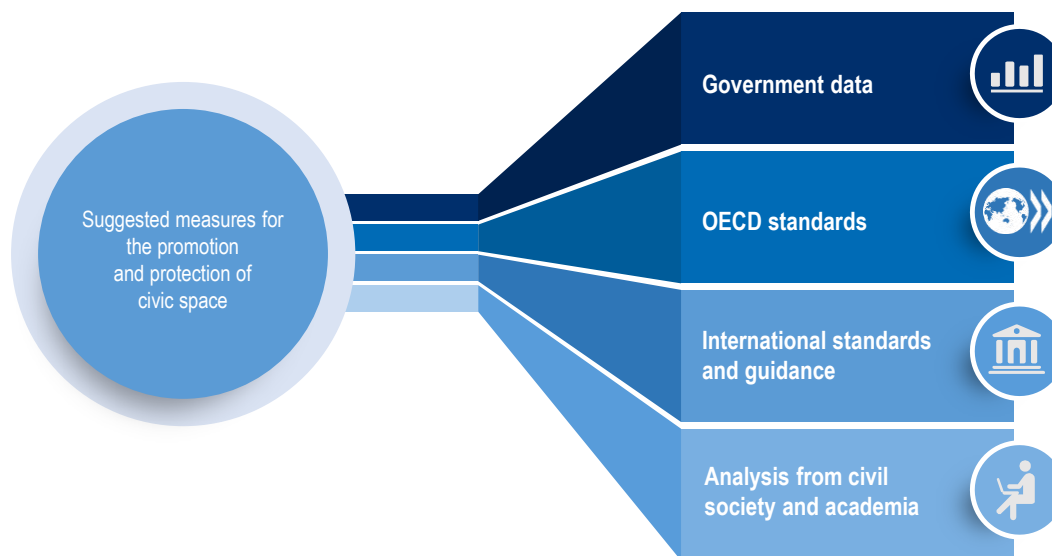 Suggested measures for
the promotion
and protection of
civic space
Government data
OECD standards
International standards
and guidance
Analysis from civil
society and academia